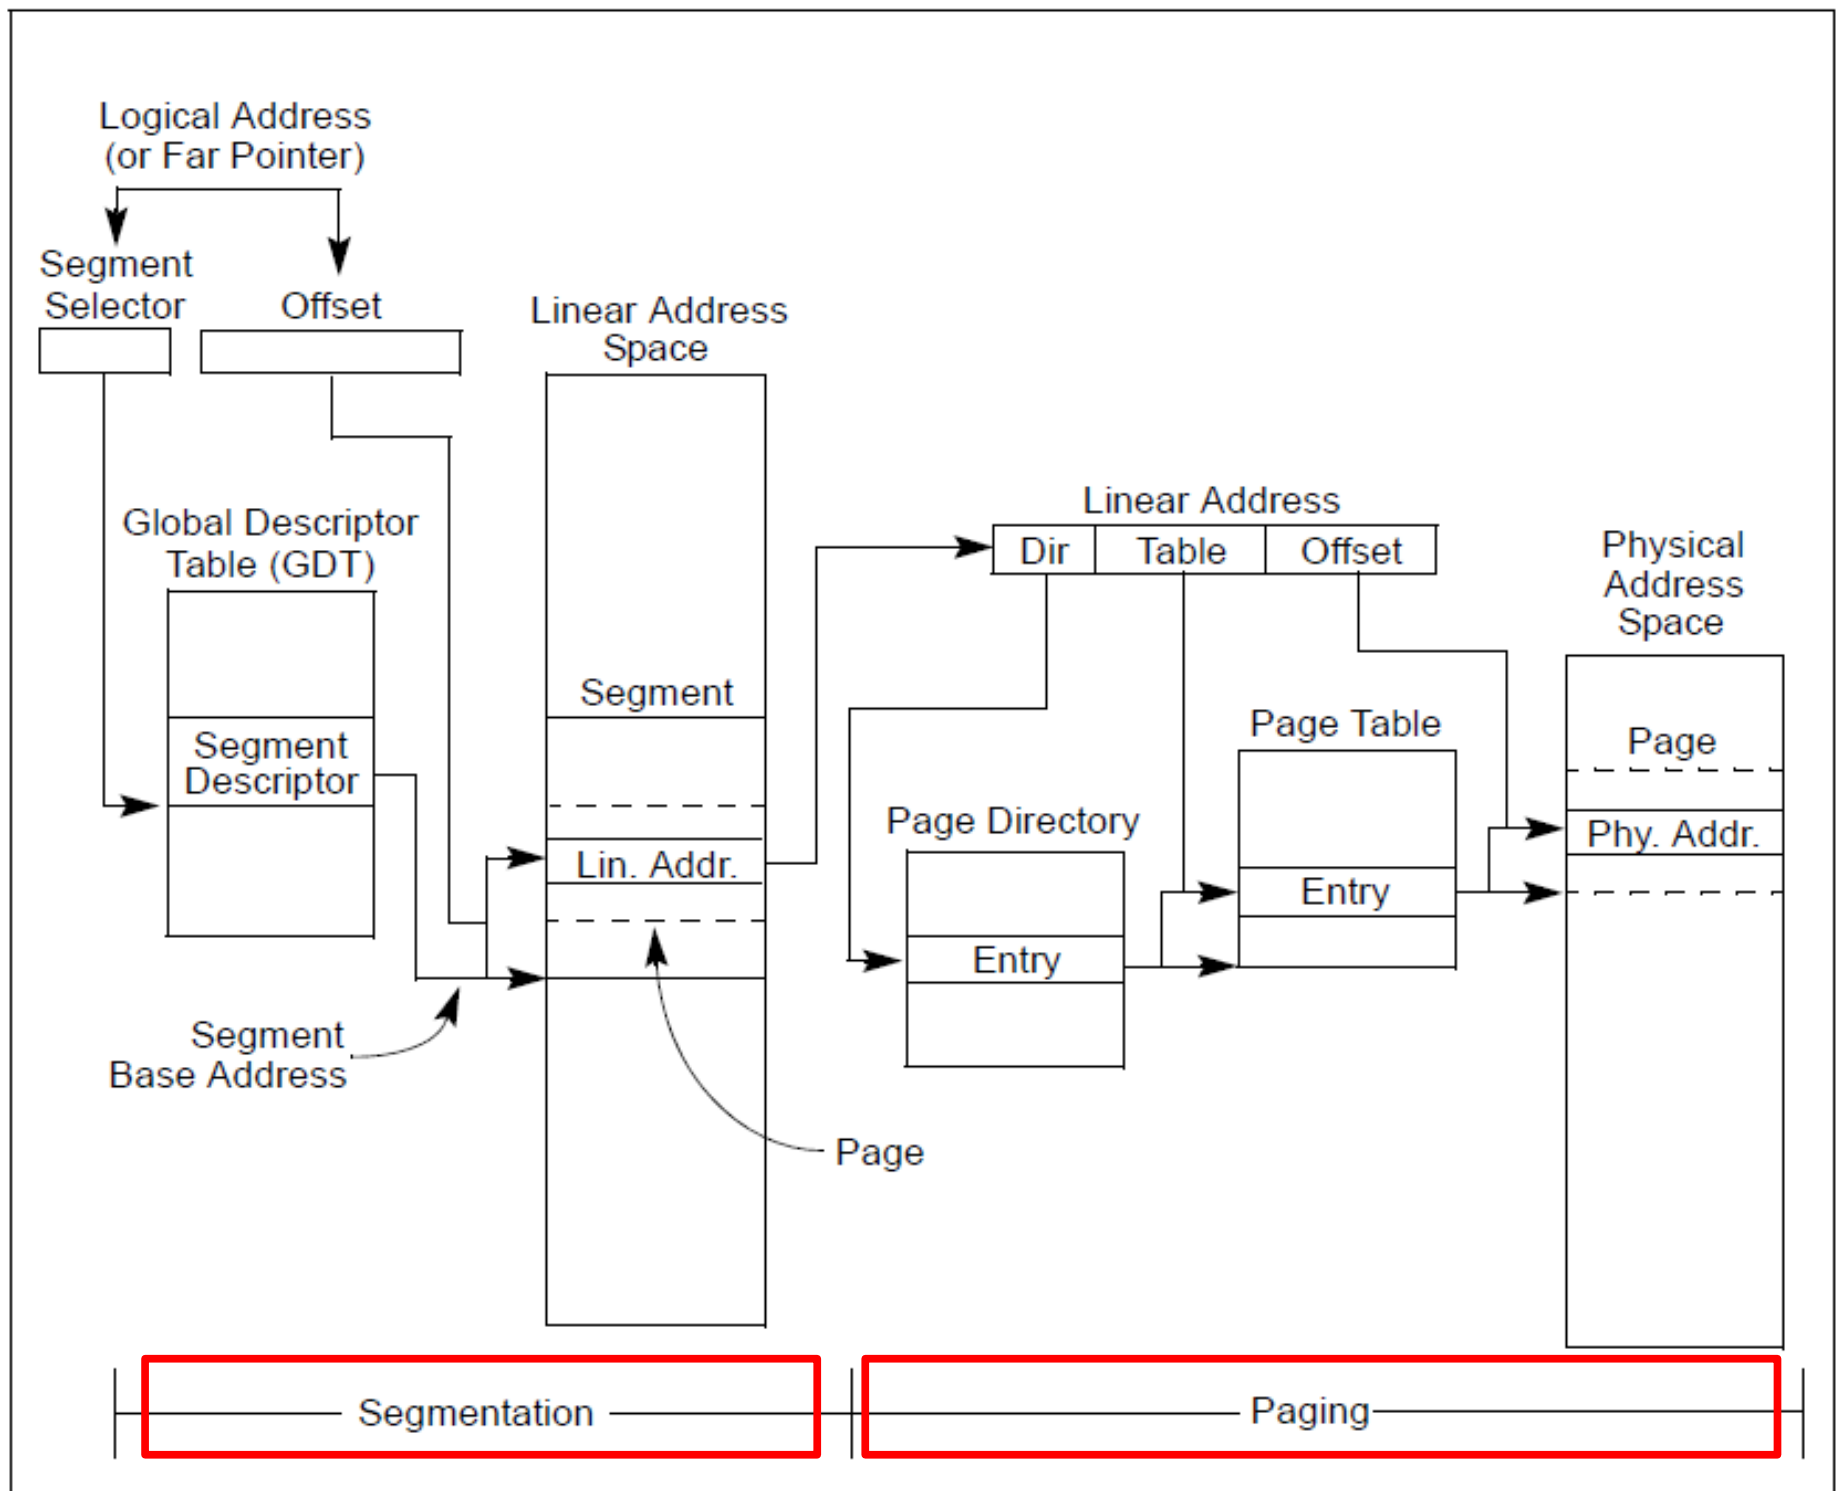 Logical Address
(or Far Pointer)
Segment
Selector
Offset
Linear Address
Space
Global Descriptor
Table (GDT)
Segment
Descriptor
Segment
Lin. Addr.
Segment
Base Address
Page
Linear Address
Dir
Table
Offset
Page Directory
Entry
Page Table
Entry
Physical
Address
Space
Page
Phy. Addr.
Segmentation
Paging